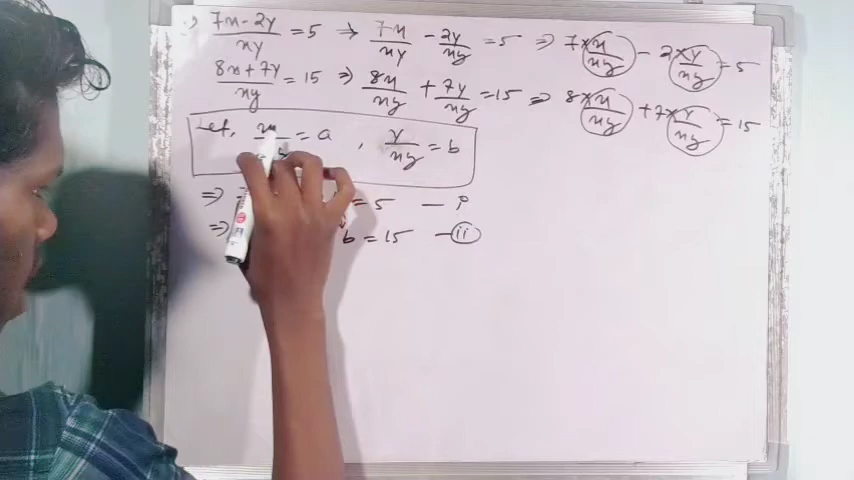 :) 7x-2y/xy = 5 ⇒ 7x/xy - 2y/xy = 5 ⇒ 7×x/xy - 2×y/xy = 5
8x+7y/xy = 15 ⇒ 8x/xy + 7y/xy = 15 ⇒ 8×x/xy + 7×y/xy = 15
Let, = a , y/xy = b
⇒ = 5 — i
⇒ b = 15 — ii